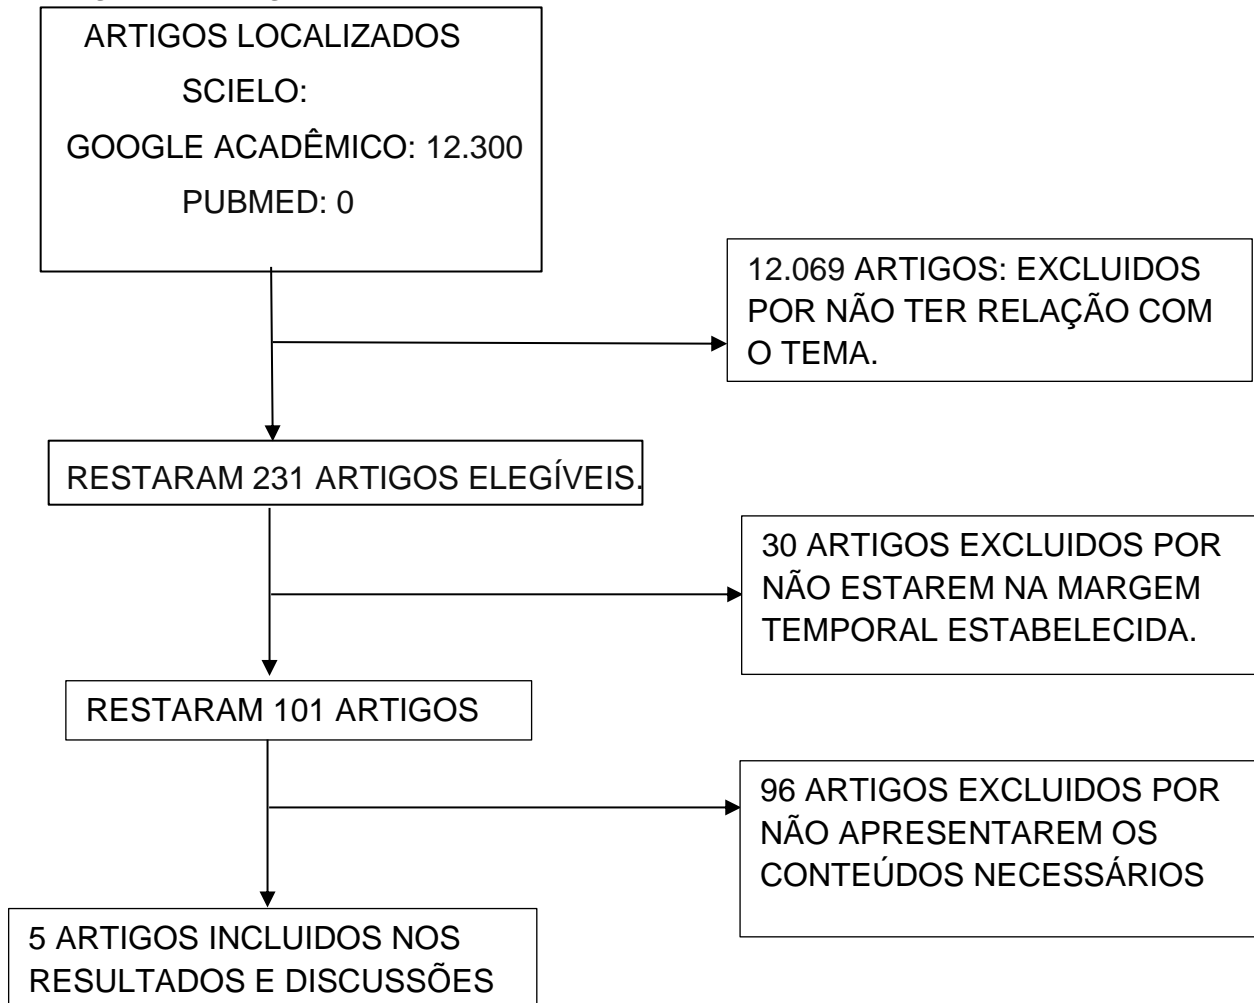 ARTIGOS LOCALIZADOS
SCIELO:
GOOGLE ACADÊMICO: 12.300
PUBMED: 0
12.069 ARTIGOS: EXCLUIDOS
POR NÃO TER RELAÇÃO COM
O TEMA.
RESTARAM 231 ARTIGOS ELEGÍVEIS.
30 ARTIGOS EXCLUIDOS POR
NÃO ESTAREM NA MARGEM
TEMPORAL ESTABELECIDA.
RESTARAM 101 ARTIGOS
96 ARTIGOS EXCLUIDOS POR
NÃO APRESENTAREM OS
CONTEÚDOS NECESSÁRIOS
5 ARTIGOS INCLUIDOS NOS
RESULTADOS E DISCUSSÕES